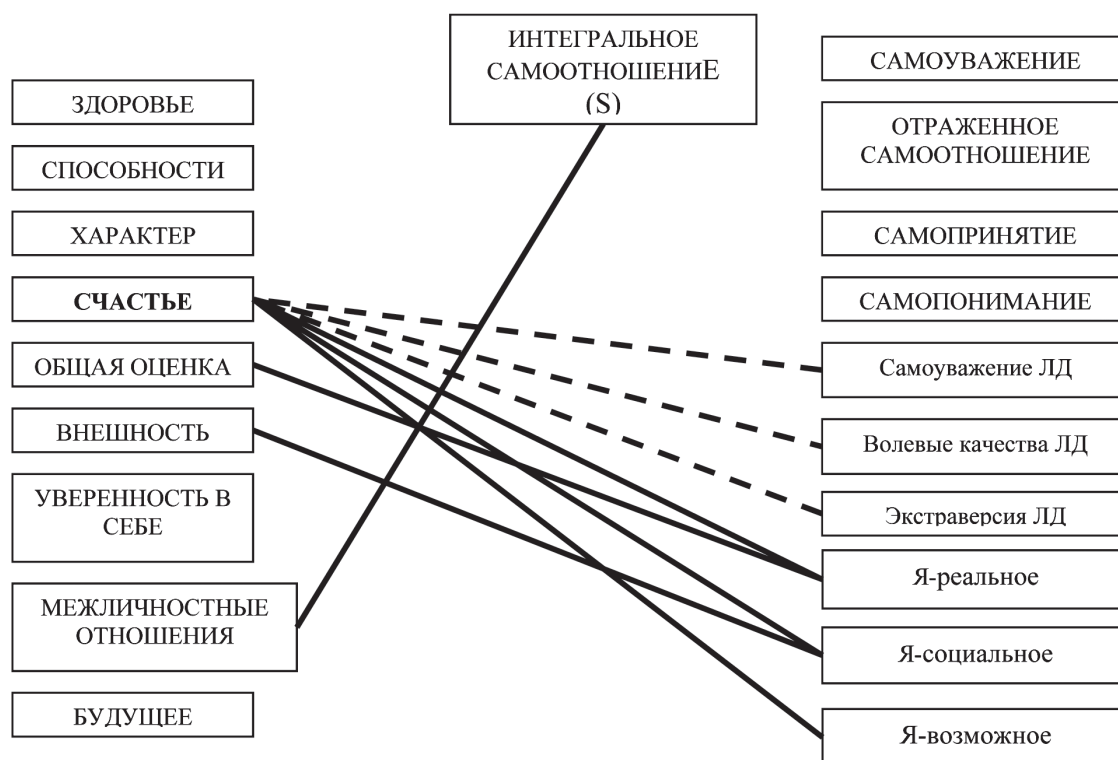 ИНТЕГРАЛЬНОЕ
САМООТНОШЕНИЕ
(S)
ЗДОРОВЬЕ
СПОСОБНОСТИ
ХАРАКТЕР
СЧАСТЬЕ
ОБЩАЯ ОЦЕНКА
ВНЕШНОСТЬ
УВЕРЕННОСТЬ В
СЕБЕ
МЕЖЛИЧНОСТНЫЕ
ОТНОШЕНИЯ
БУДУЩЕЕ
САМОУВАЖЕНИЕ
ОТРАЖЕННОЕ
САМООТНОШЕНИЕ
САМОПРИНЯТИЕ
САМОПОНИМАНИЕ
Самоуважение ЛД
Волевые качества ЛД
Экстраверсия ЛД
Я-реальное
Я-социальное
Я-возможное